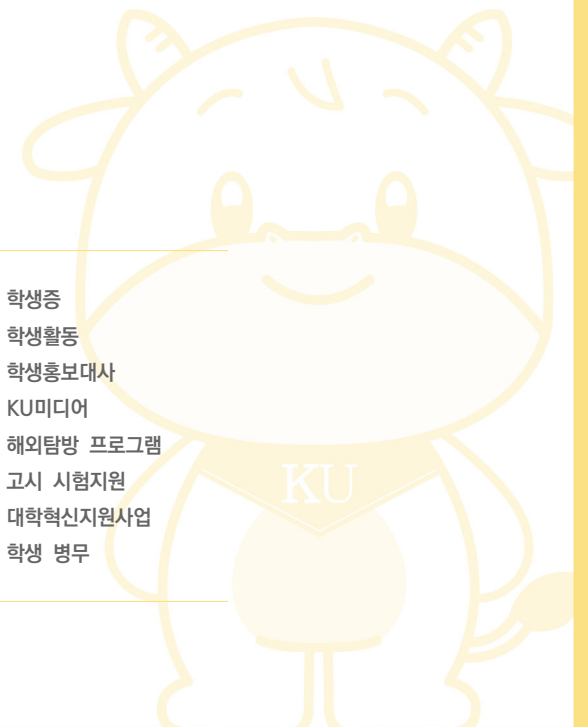 학생증
학생활동
학생홍보대사
KU미디어
해외탐방 프로그램
고시 시험지원
대학혁신지원사업
학생 병무
KU